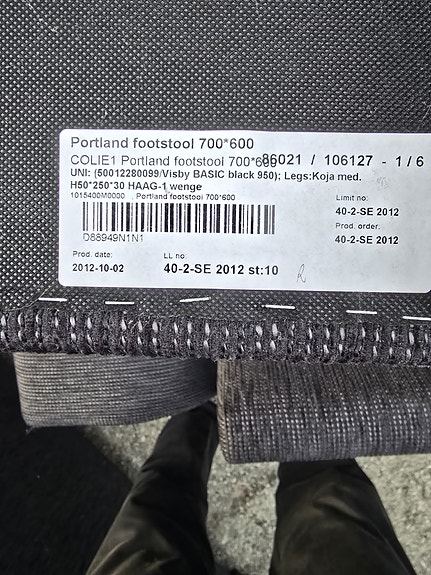 Portland footstool 700*600
COLIE1 Portland footstool 700*600 86021 / 106127 - 1/6
UNI: (50012280099/Visby BASIC black 950); Legs:Koja med.
H50*250*30 HAAG-1 wenge
1015400M0000 , Portland footstool 700*600
Limit no:
40-2-SE 2012
Prod. order:
40-2-SE 2012
D88949N1N1
Prod. date:
2012-10-02
LL no
40-2-SE 2012 st:10